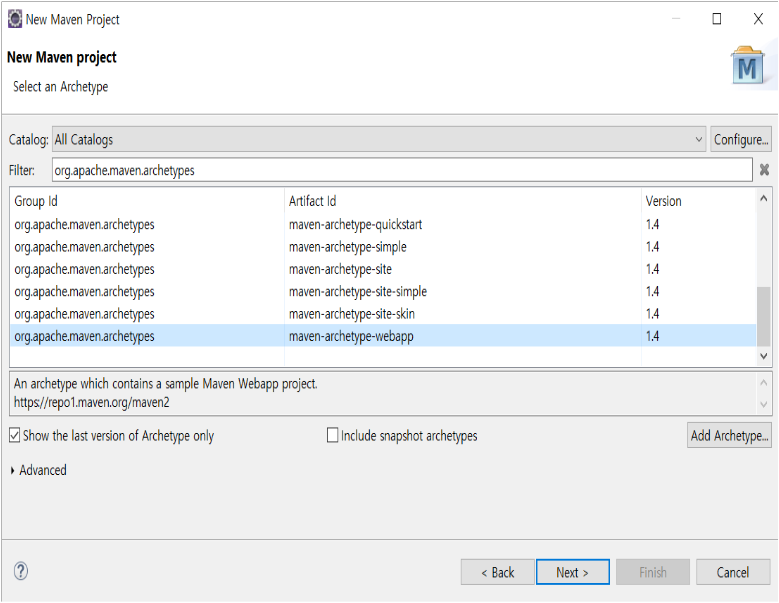 New Maven Project
New Maven project
Select an Archetype
M
Catalog: All Catalogs Configure...
Filter: org.apache.maven.archetypes
Group Id Artifact Id Version
org.apache.maven.archetypes maven-archetype-quickstart 1.4
org.apache.maven.archetypes maven-archetype-simple 1.4
org.apache.maven.archetypes maven-archetype-site 1.4
org.apache.maven.archetypes maven-archetype-site-simple 1.4
org.apache.maven.archetypes maven-archetype-site-skin 1.4
org.apache.maven.archetypes maven-archetype-webapp 1.4
An archetype which contains a sample Maven Webapp project.
https://repo1.maven.org/maven2
Show the last version of Archetype only Include snapshot archetypes Add Archetype...
Advanced
? < Back Next > Finish Cancel